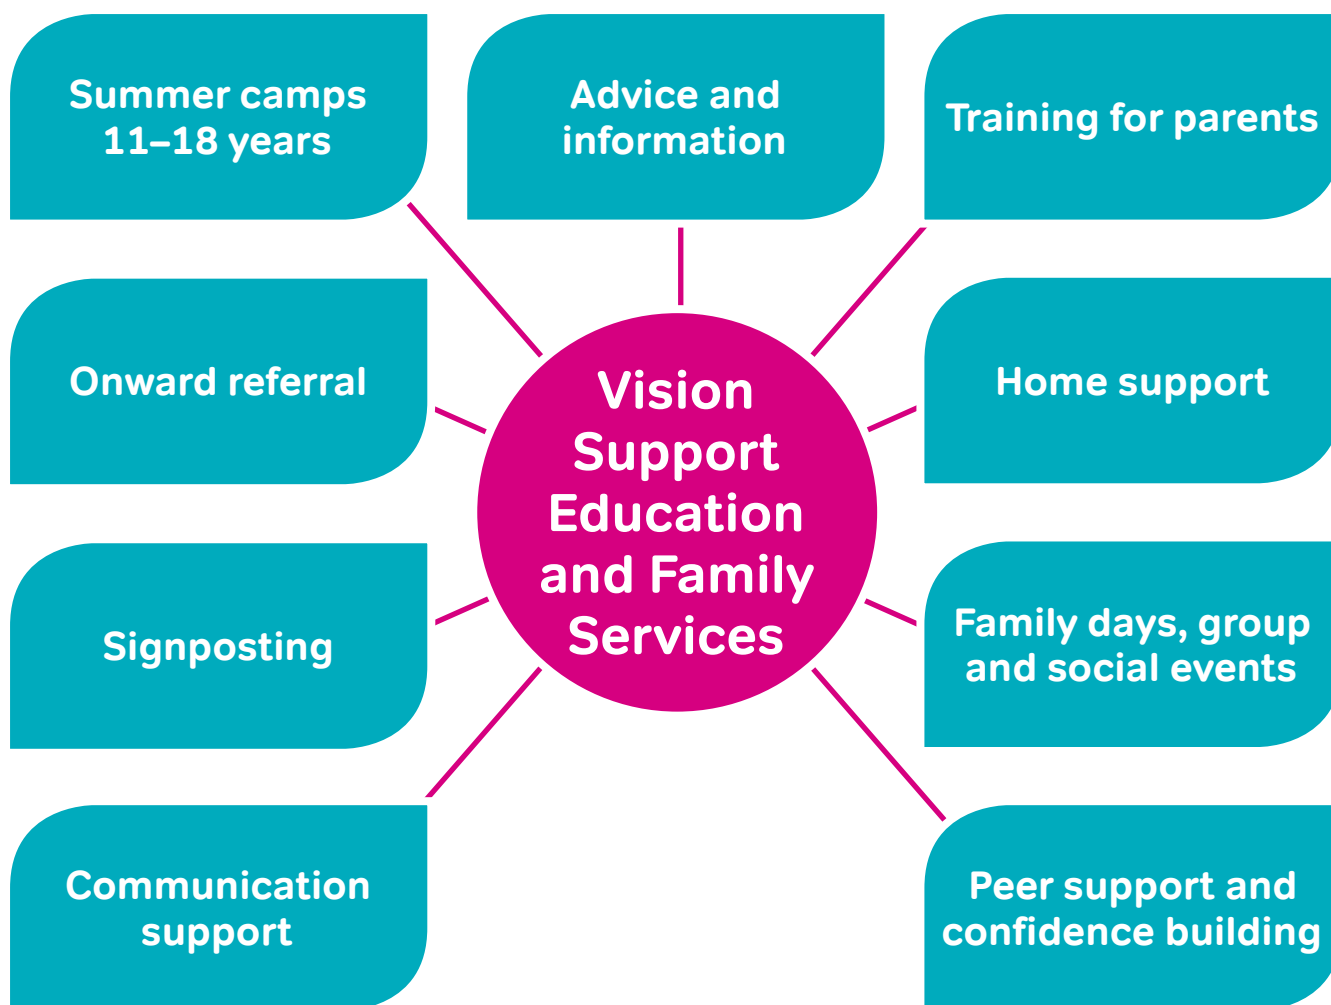 Summer camps
11–18 years
Advice and
information
Training for parents
Onward referral
Vision
Support
Education
and Family
Services
Home support
Signposting
Family days, group
and social events
Communication
support
Peer support and
confidence building